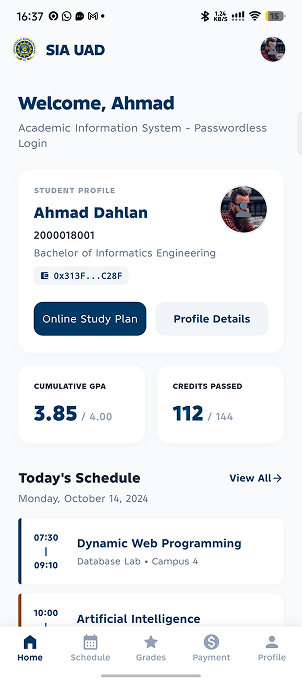 16:37
1.24
KB/S
15
SIA UAD
Welcome, Ahmad
Academic Information System - Passwordless
Login
STUDENT PROFILE
Ahmad Dahlan
2000018001
Bachelor of Informatics Engineering
0x313F...C28F
Online Study Plan
Profile Details
CUMULATIVE GPA
3.85 / 4.00
CREDITS PASSED
112 / 144
Today's Schedule
View All→
Monday, October 14, 2024
07:30
|
09:10
Dynamic Web Programming
Database Lab • Campus 4
10:00
Artificial Intelligence
Home
Schedule
Grades
Payment
Profile